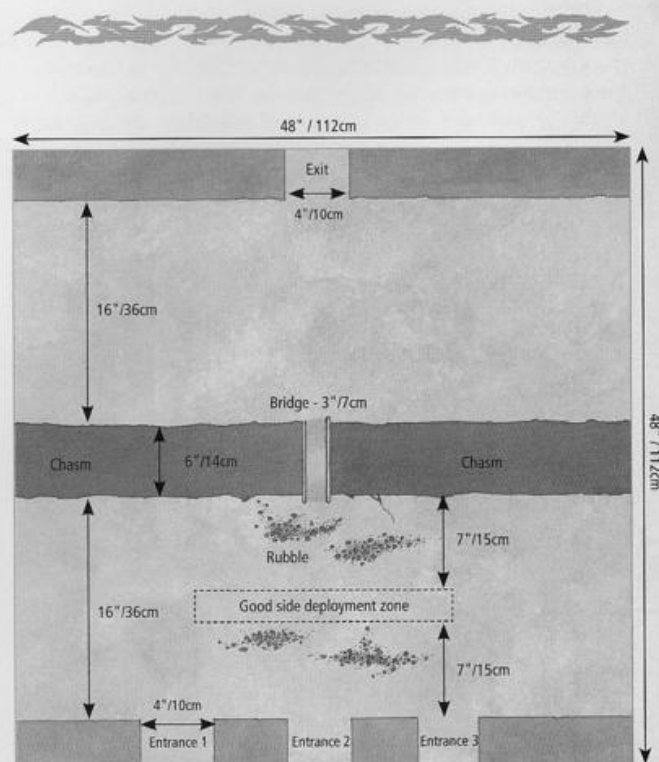 48" / 112cm
Exit
4"/10cm
16"/36cm
Bridge - 3"/7cm
Chasm
6"/14cm
Chasm
48" / 112cm
Rubble
7"/15cm
16"/36cm
Good side deployment zone
7"/15cm
4"/10cm
Entrance 1
Entrance 2
Entrance 3